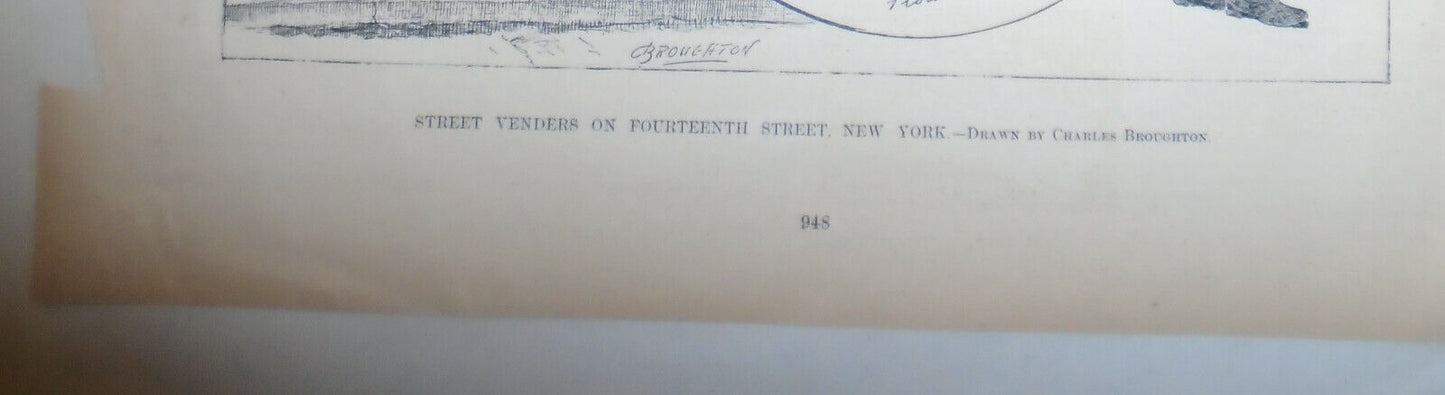 BROUGHTON
STREET VENDERS ON FOURTEENTH STREET, NEW YORK.—DRAWN BY CHARLES BROUGHTON.
948